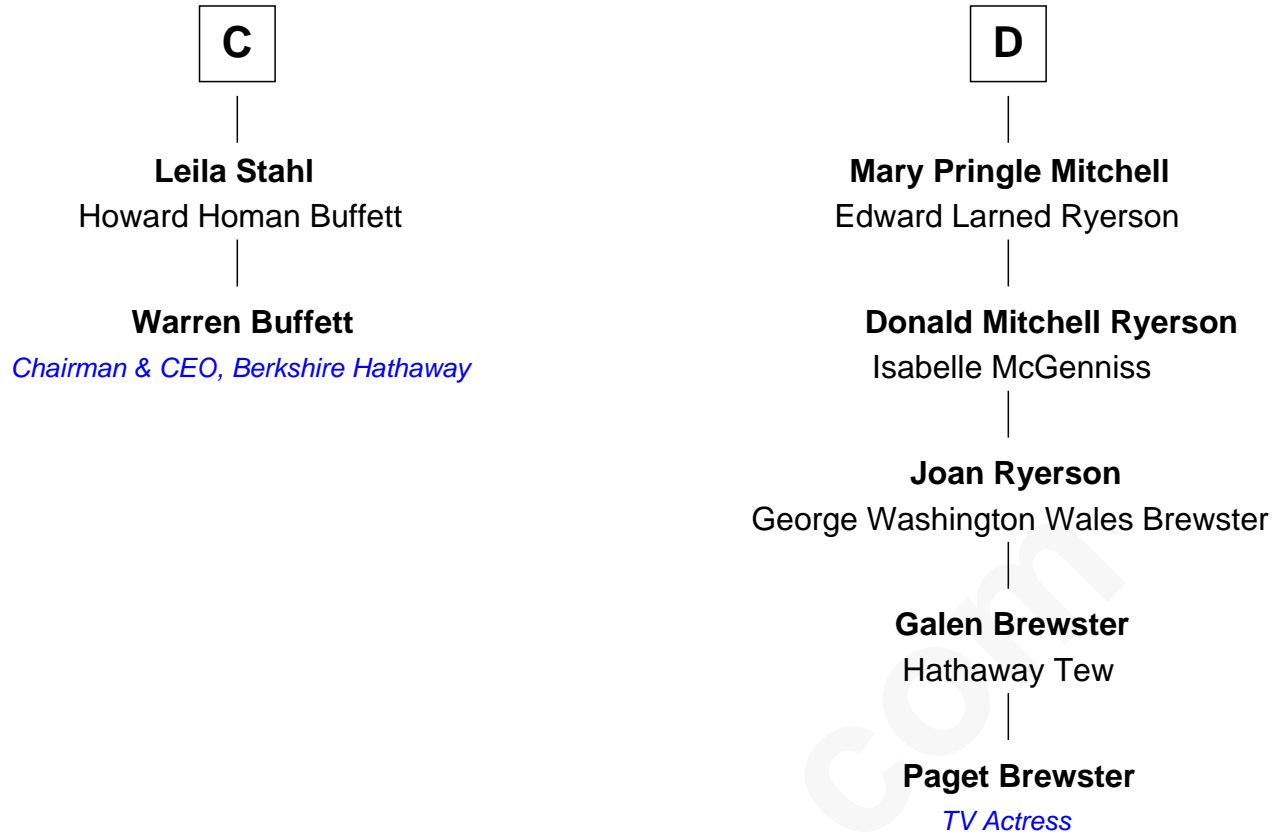 C
Leila Stahl
Howard Homan Buffett
Warren Buffett
Chairman & CEO, Berkshire Hathaway
D
Mary Pringle Mitchell
Edward Larned Ryerson
Donald Mitchell Ryerson
Isabelle McGenniss
Joan Ryerson
George Washington Wales Brewster
Galen Brewster
Hathaway Tew
Paget Brewster
TV Actress
com